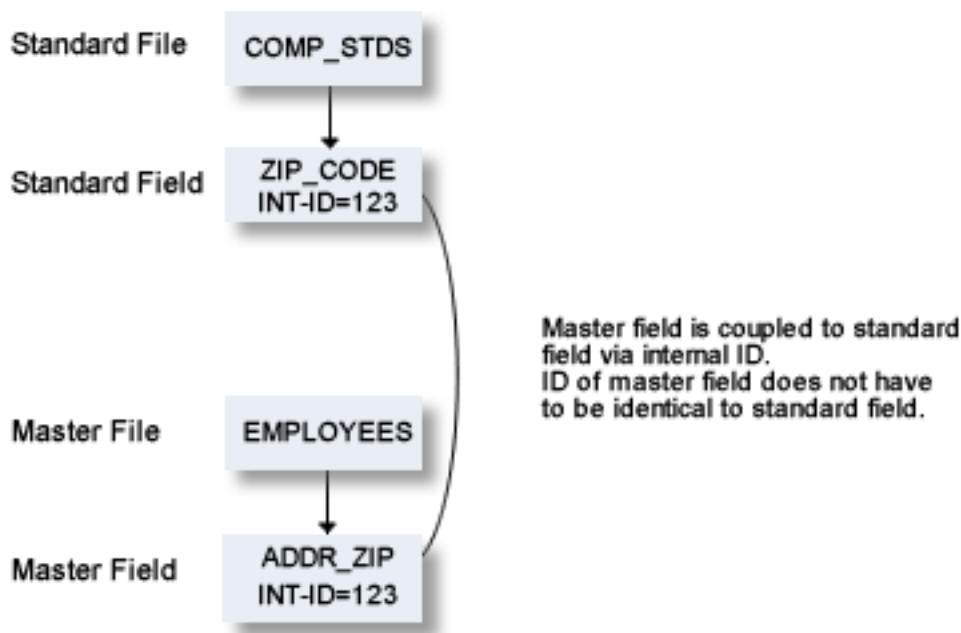 Standard File
COMP_STDS
Standard Field
ZIP_CODE
INT-ID=123
Master field is coupled to standard
field via internal ID.
ID of master field does not have
to be identical to standard field.
Master File
EMPLOYEES
Master Field
ADDR_ZIP
INT-ID=123